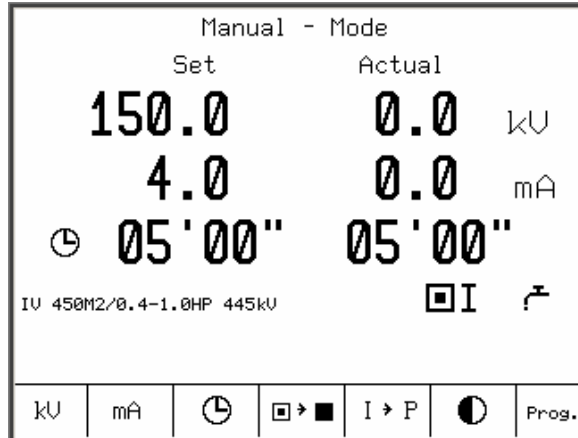 Manual - Mode
Set Actual
150.0 0.0 kV
4.0 0.0 mA
05'00" 05'00"
IV 450M2/0.4-1.0HP 445kV I
kV mA I → P Prog.